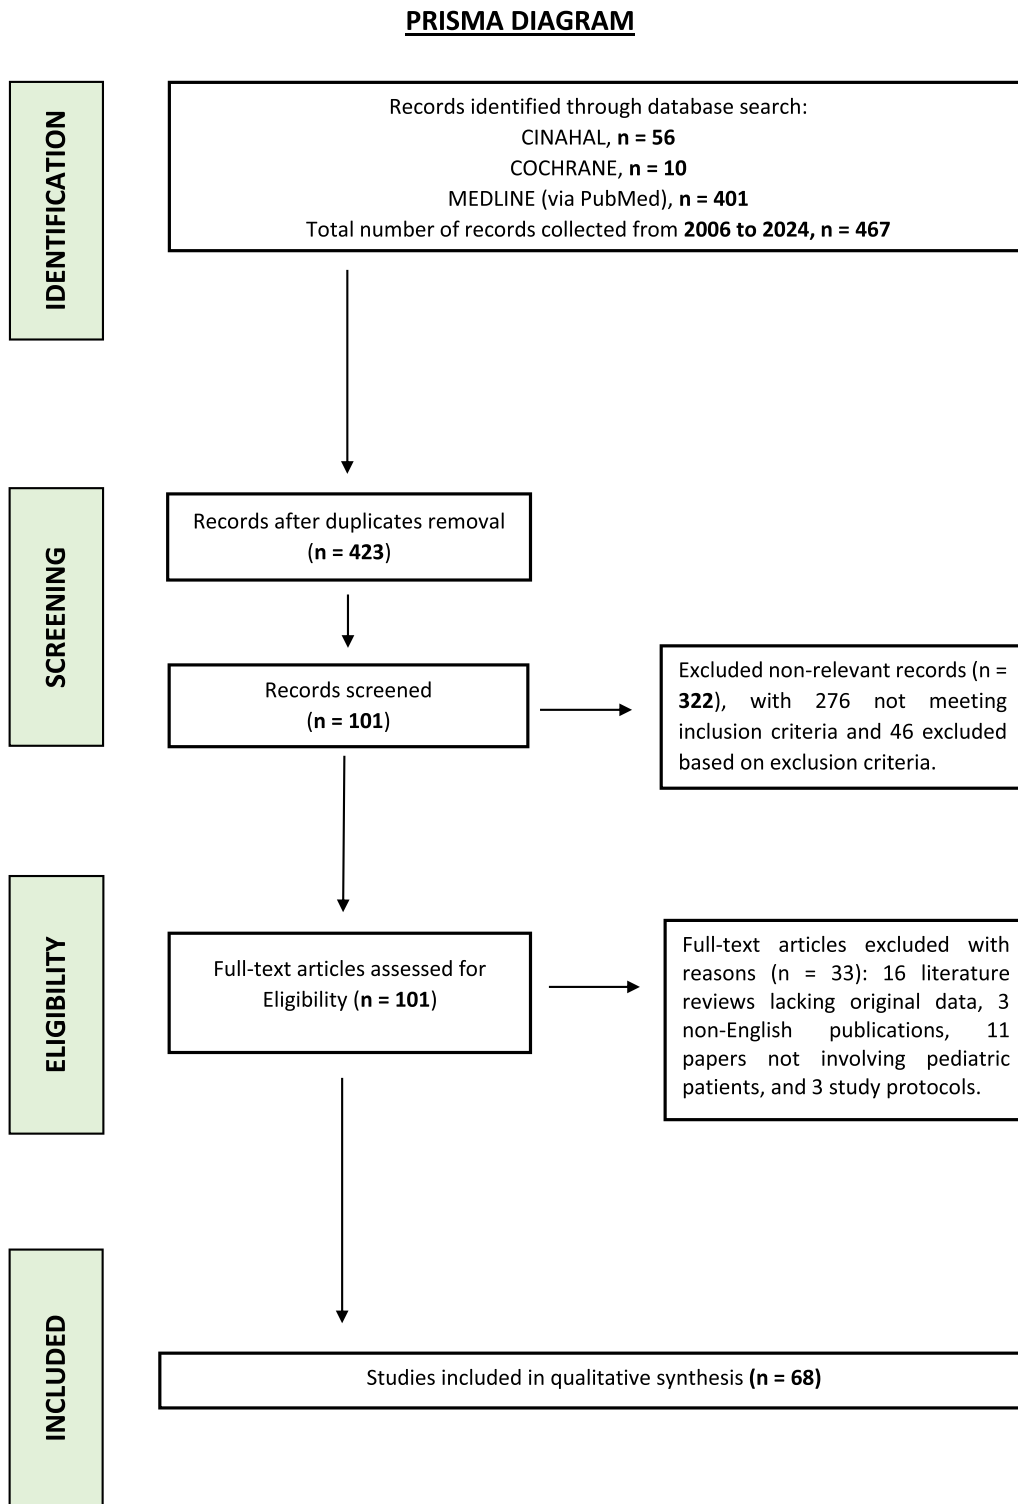 PRISMA DIAGRAM
IDENTIFICATION
Records identified through database search:
CINAHAL, n = 56
COCHRANE, n = 10
MEDLINE (via PubMed), n = 401
Total number of records collected from 2006 to 2024, n = 467
SCREENING
Records after duplicates removal
(n = 423)
Records screened
(n = 101)
Excluded non-relevant records (n =
322), with 276 not meeting
inclusion criteria and 46 excluded
based on exclusion criteria.
ELIGIBILITY
Full-text articles assessed for
Eligibility (n = 101)
Full-text articles excluded with
reasons (n = 33): 16 literature
reviews lacking original data, 3
non-English publications, 11
papers not involving pediatric
patients, and 3 study protocols.
INCLUDED
Studies included in qualitative synthesis (n = 68)